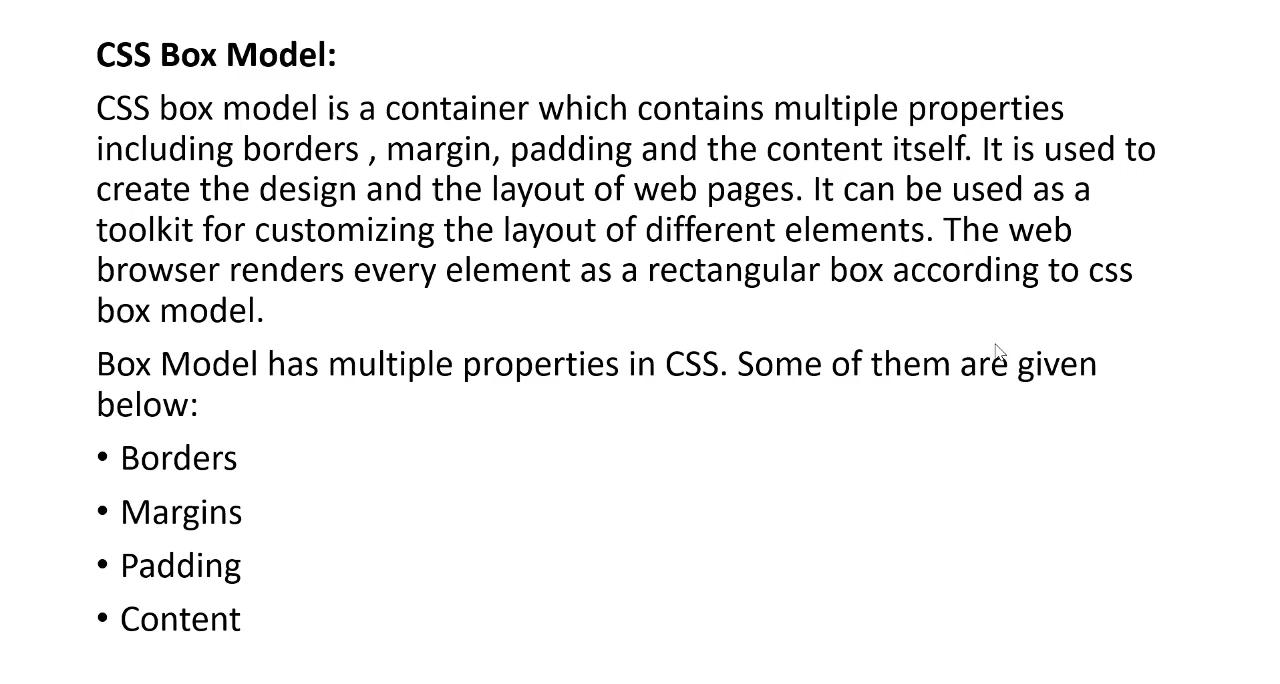 CSS Box Model:
CSS box model is a container which contains multiple properties
including borders , margin, padding and the content itself. It is used to
create the design and the layout of web pages. It can be used as a
toolkit for customizing the layout of different elements. The web
browser renders every element as a rectangular box according to css
box model.
Box Model has multiple properties in CSS. Some of them are given
below:
• Borders
• Margins
• Padding
• Content